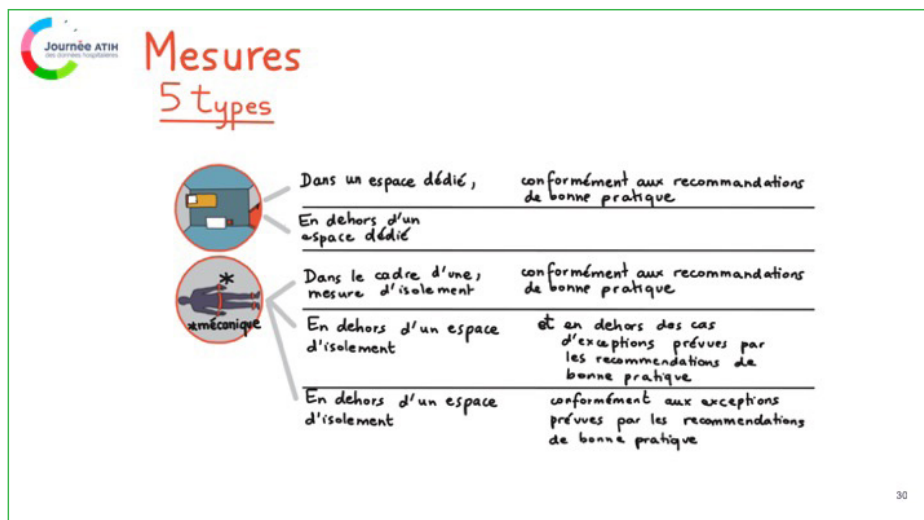 Journée ATIH
des données hospitalières
Mesures
5 types
Dans un espace dédié, conformément aux recommandations
de bonne pratique
En dehors d'un
espace dédié
Dans le cadre d'une, conformément aux recommandations
mesure d'isolement de bonne pratique
*
*mécanique
En dehors d'un espace et en dehors des cas
d'isolement d'exceptions prévues par
les recommendations de
bonne pratique
En dehors d'un espace conformément aux exceptions
d'isolement prévues par les recommendations
de bonne pratique
30